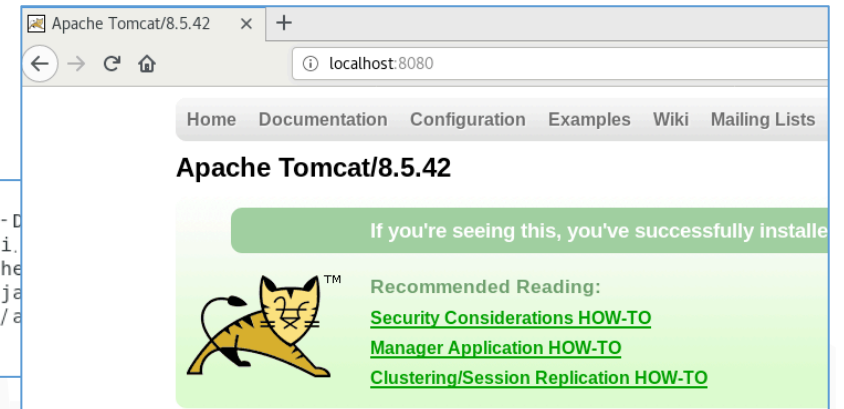 Apache Tomcat/8.5.42
localhost:8080
Home Documentation Configuration Examples Wiki Mailing Lists
Apache Tomcat/8.5.42
If you're seeing this, you've successfully installe
TM
Recommended Reading:
Security Considerations HOW-TO
Manager Application HOW-TO
Clustering/Session Replication HOW-TO
-D
i.
he
ja
/a